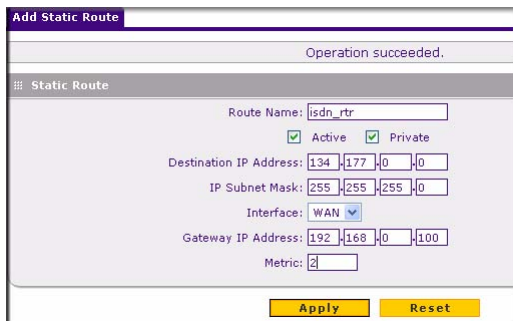 Add Static Route
Operation succeeded.
Static Route
Route Name: isdn_rtr
Active Private
Destination IP Address: 134 .177 .0 .0
IP Subnet Mask: 255 .255 .255 .0
Interface: WAN
Gateway IP Address: 192 .168 .0 .100
Metric: 2
Apply Reset